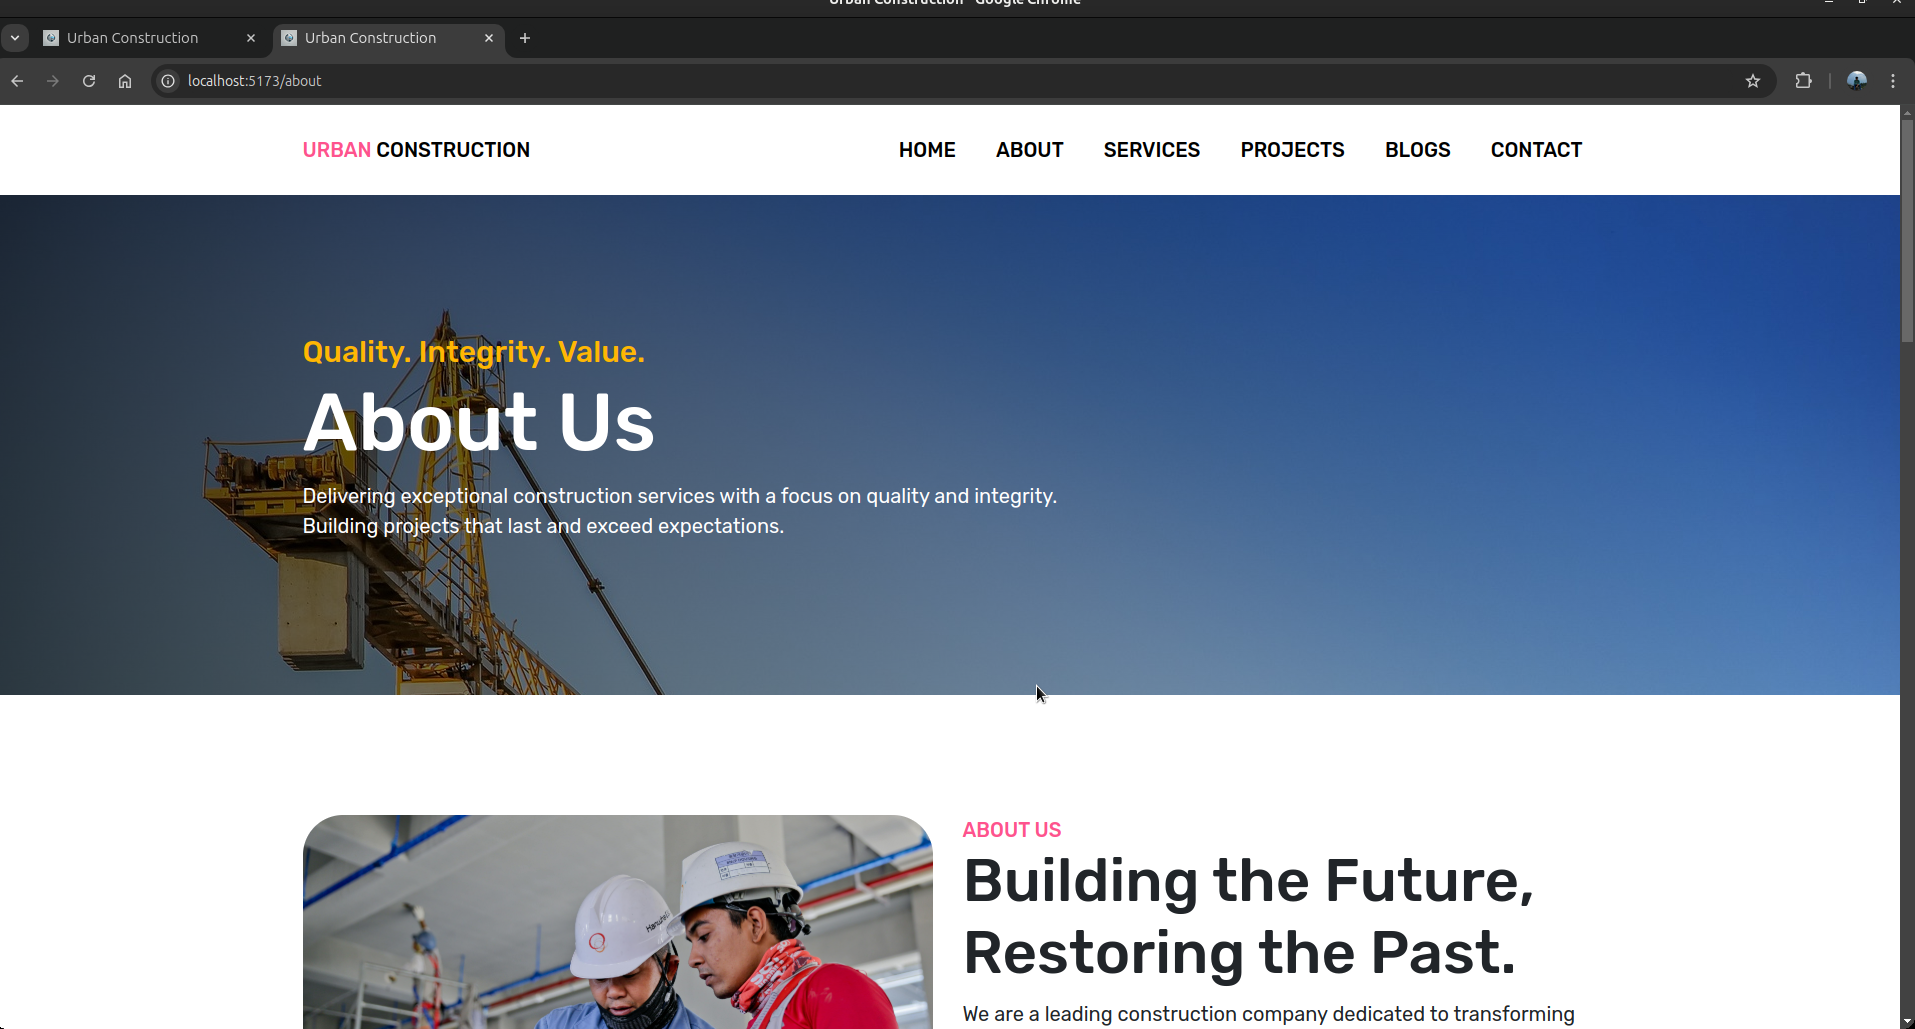 Urban Construction - Google Chrome
Urban Construction
Urban Construction
localhost:5173/about
URBAN CONSTRUCTION
HOME ABOUT SERVICES PROJECTS BLOGS CONTACT
Quality. Integrity. Value.
About Us
Delivering exceptional construction services with a focus on quality and integrity.
Building projects that last and exceed expectations.
ABOUT US
Building the Future,
Restoring the Past.
We are a leading construction company dedicated to transforming